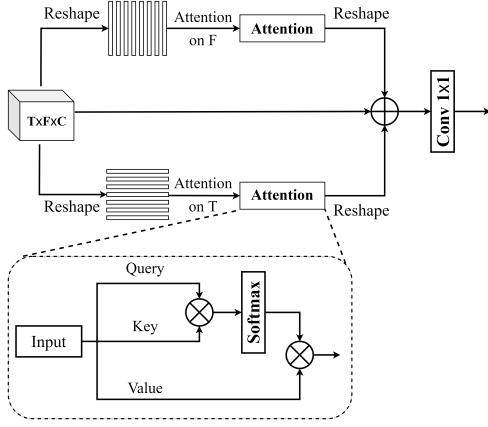 Reshape
Attention
on F
Attention
Reshape
TxFxC
Conv 1x1
Reshape
Attention
on T
Attention
Reshape
Query
Softmax
Input
Key
Value